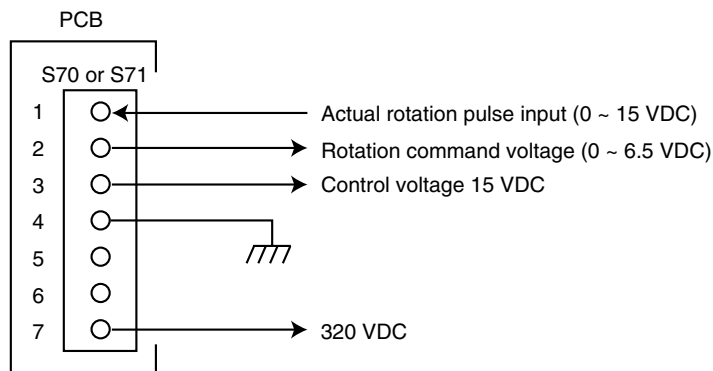 PCB
S70 or S71
1 Actual rotation pulse input (0 ~ 15 VDC)
2 Rotation command voltage (0 ~ 6.5 VDC)
3 Control voltage 15 VDC
4
5
6
7 320 VDC